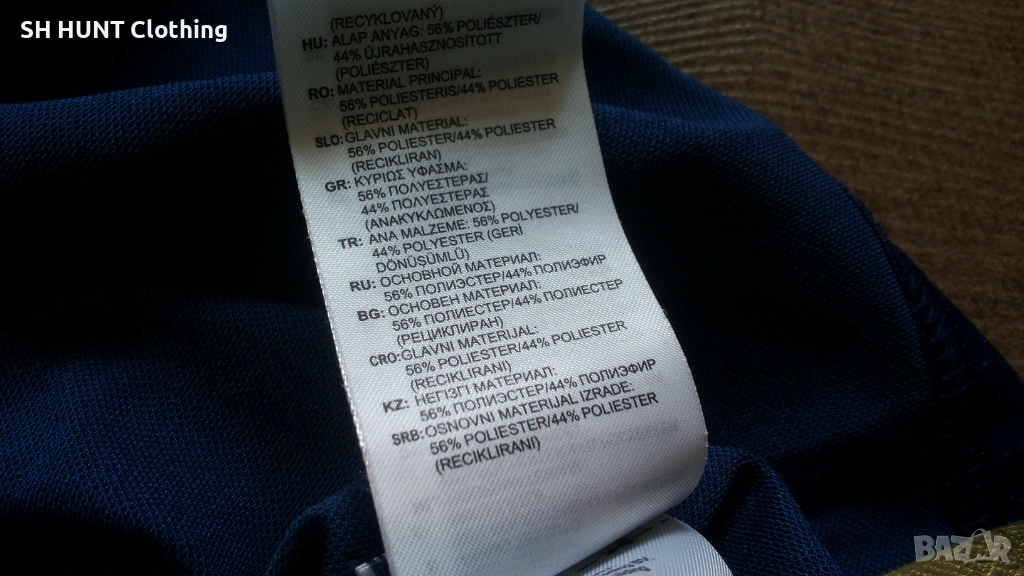 SH HUNT Clothing
(RECYKLOVANÝ)
HU: ALAP ANYAG: 56% POLIÉSZTER/
44% ÚJRAHASZNOSÍTOTT
(POLIÉSZTER)
RO: MATERIAL PRINCIPAL:
56% POLIESTERIS/44% POLIESTER
(RECICLAT)
SLO: GLAVNI MATERIAL:
56% POLIESTER/44% POLIESTER
(RECIKLIRAN)
GR: ΚΥΡΙΩΣ ΥΦΑΣΜΑ:
56% ΠΟΛΥΕΣΤΕΡΑΣ/
44% ΠΟΛΥΕΣΤΕΡΑΣ
(ΑΝΑΚΥΚΛΩΜΕΝΟΣ)
TR: ANA MALZEME: 56% POLYESTER/
44% POLYESTER (GERİ
DÖNÜSÜMLÜ)
RU: ОСНОВНОЙ МАТЕРИАЛ:
56% ПОЛИЭСТЕР/44% ПОЛИЭФИР
BG: ОСНОВЕН МАТЕРИАЛ:
56% ПОЛИЕСТЕР/44% ПОЛИЕСТЕР
(РЕЦИКЛИРАН)
CRO: GLAVNI MATERIJAL:
56% POLIESTER/44% POLIESTER
(RECIKLIRANI)
KZ: НЕГІЗГІ МАТЕРИАЛ:
56% ПОЛИЭСТЕР/44% ПОЛИЭФИР
SRB: OSNOVNI MATERIJAL IZRADE:
56% POLIESTER/44% POLIESTER
(RECIKLIRANI)
BAZAR